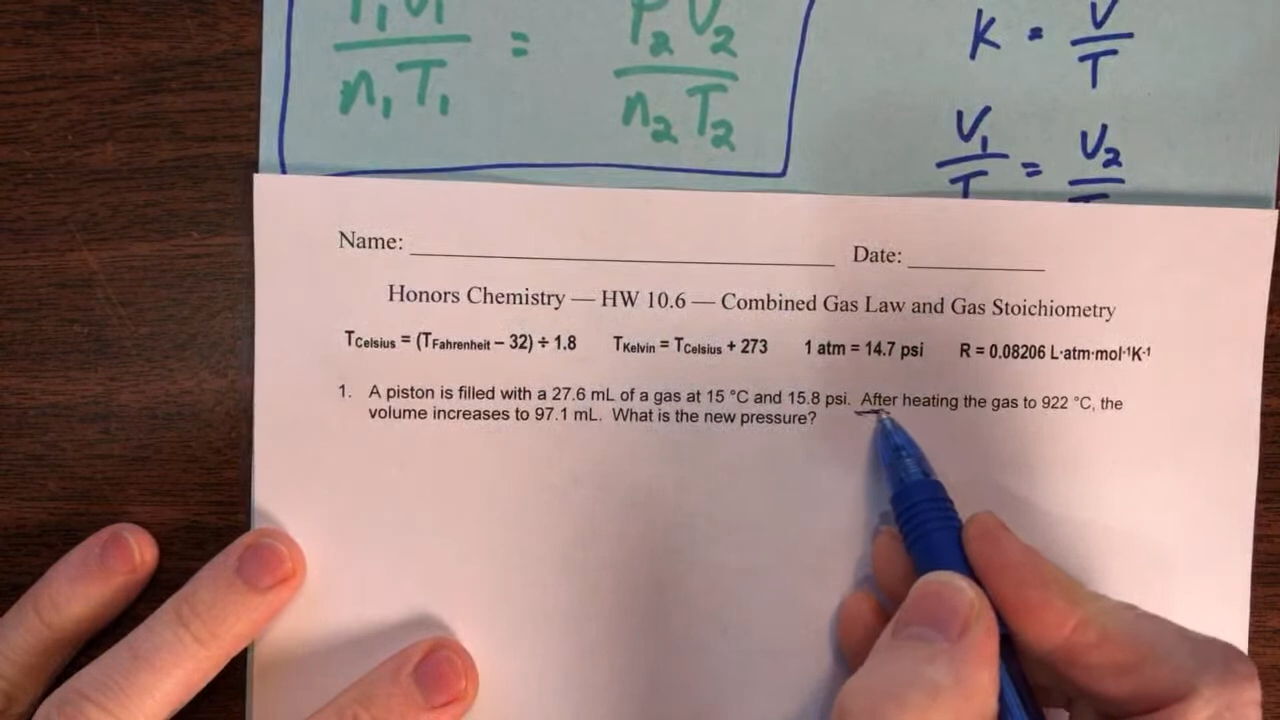 P₁V₁ = P₂V₂
n₁T₁ n₂T₂
K = V
T
V₁ = V₂
T
Name: ____ Date: ____
Honors Chemistry — HW 10.6 — Combined Gas Law and Gas Stoichiometry
TCelsius = (TFahrenheit – 32) ÷ 1.8 TKelvin = TCelsius + 273 1 atm = 14.7 psi R = 0.08206 L·atm·mol⁻¹K⁻¹
1. A piston is filled with a 27.6 mL of a gas at 15 °C and 15.8 psi. After heating the gas to 922 °C, the
volume increases to 97.1 mL. What is the new pressure?